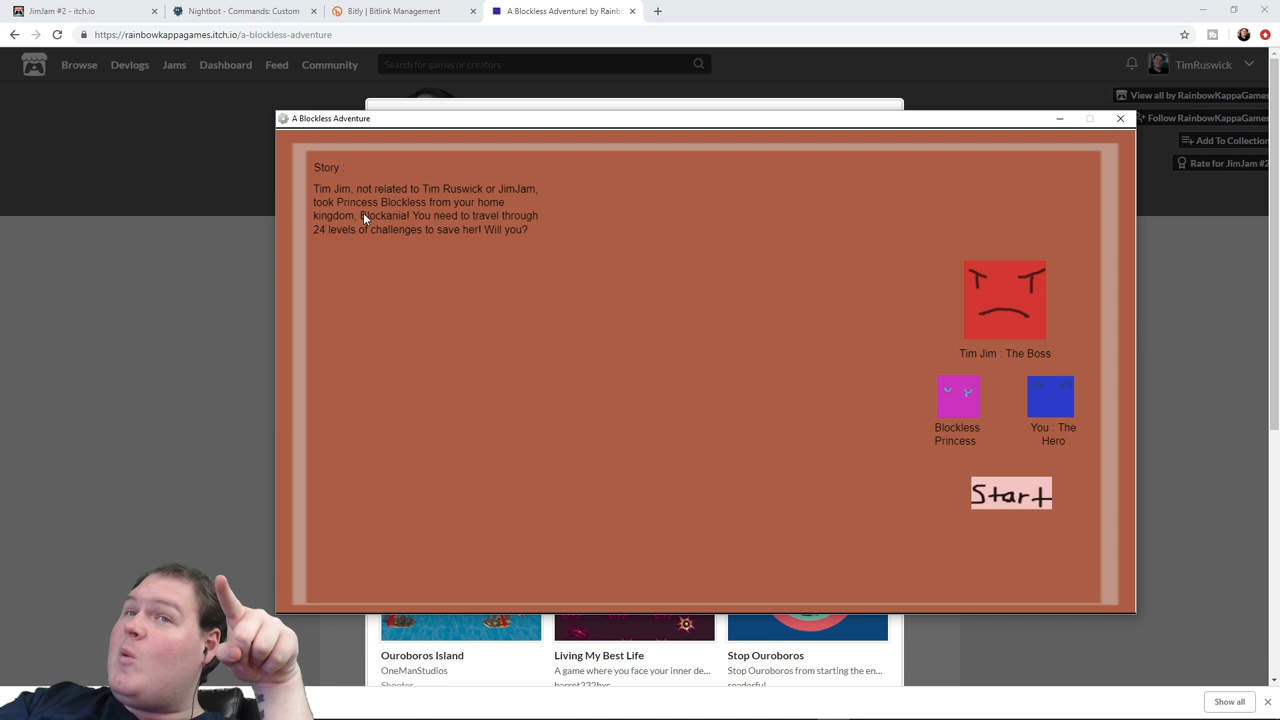 JimJam #2 - itch.io
Nightbot - Commands: Custom
Bitly | Bitlink Management
A Blockless Adventure! by Rainb
https://rainbowkappagames.itch.io/a-blockless-adventure
Browse Devlogs Jams Dashboard Feed Community
Search for games or creators
TimRuswick
View all by RainbowKappaGames
Follow RainbowKappaGames
Add To Collection
Rate for JimJam #2
A Blockless Adventure
Story :
Tim Jim, not related to Tim Ruswick or JimJam,
took Princess Blockless from your home
kingdom, Blockania! You need to travel through
24 levels of challenges to save her! Will you?
Tim Jim : The Boss
Blockless
Princess
You : The
Hero
Start
Ouroboros Island
OneManStudios
Shooter
Living My Best Life
A game where you face your inner de...
Stop Ouroboros
Stop Ouroboros from starting the en...
Show all